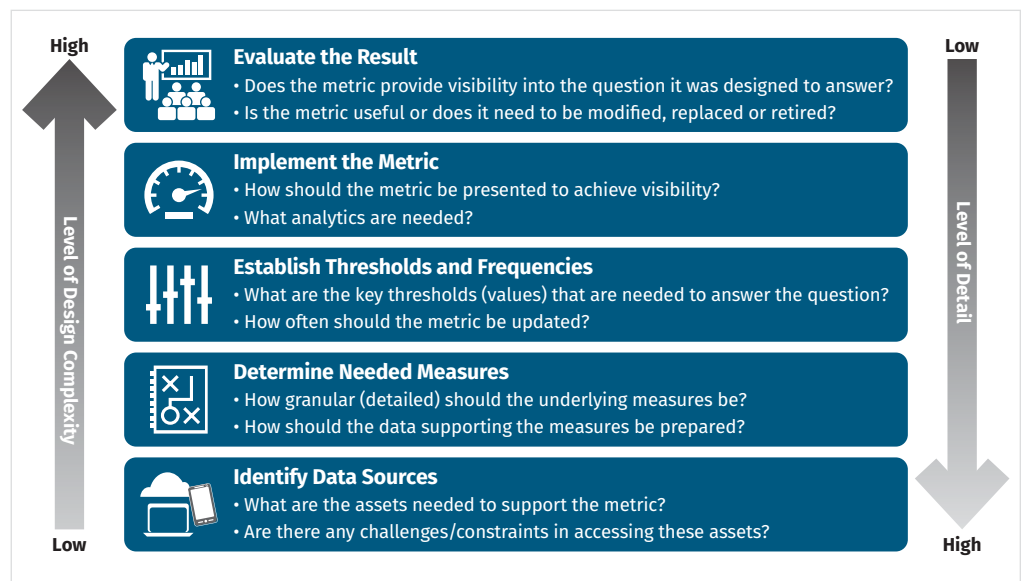 High
Low
Evaluate the Result
• Does the metric provide visibility into the question it was designed to answer?
• Is the metric useful or does it need to be modified, replaced or retired?
Implement the Metric
• How should the metric be presented to achieve visibility?
• What analytics are needed?
Level of Design Complexity
Level of Detail
Establish Thresholds and Frequencies
• What are the key thresholds (values) that are needed to answer the question?
• How often should the metric be updated?
Determine Needed Measures
• How granular (detailed) should the underlying measures be?
• How should the data supporting the measures be prepared?
Identify Data Sources
• What are the assets needed to support the metric?
• Are there any challenges/constraints in accessing these assets?
Low
High